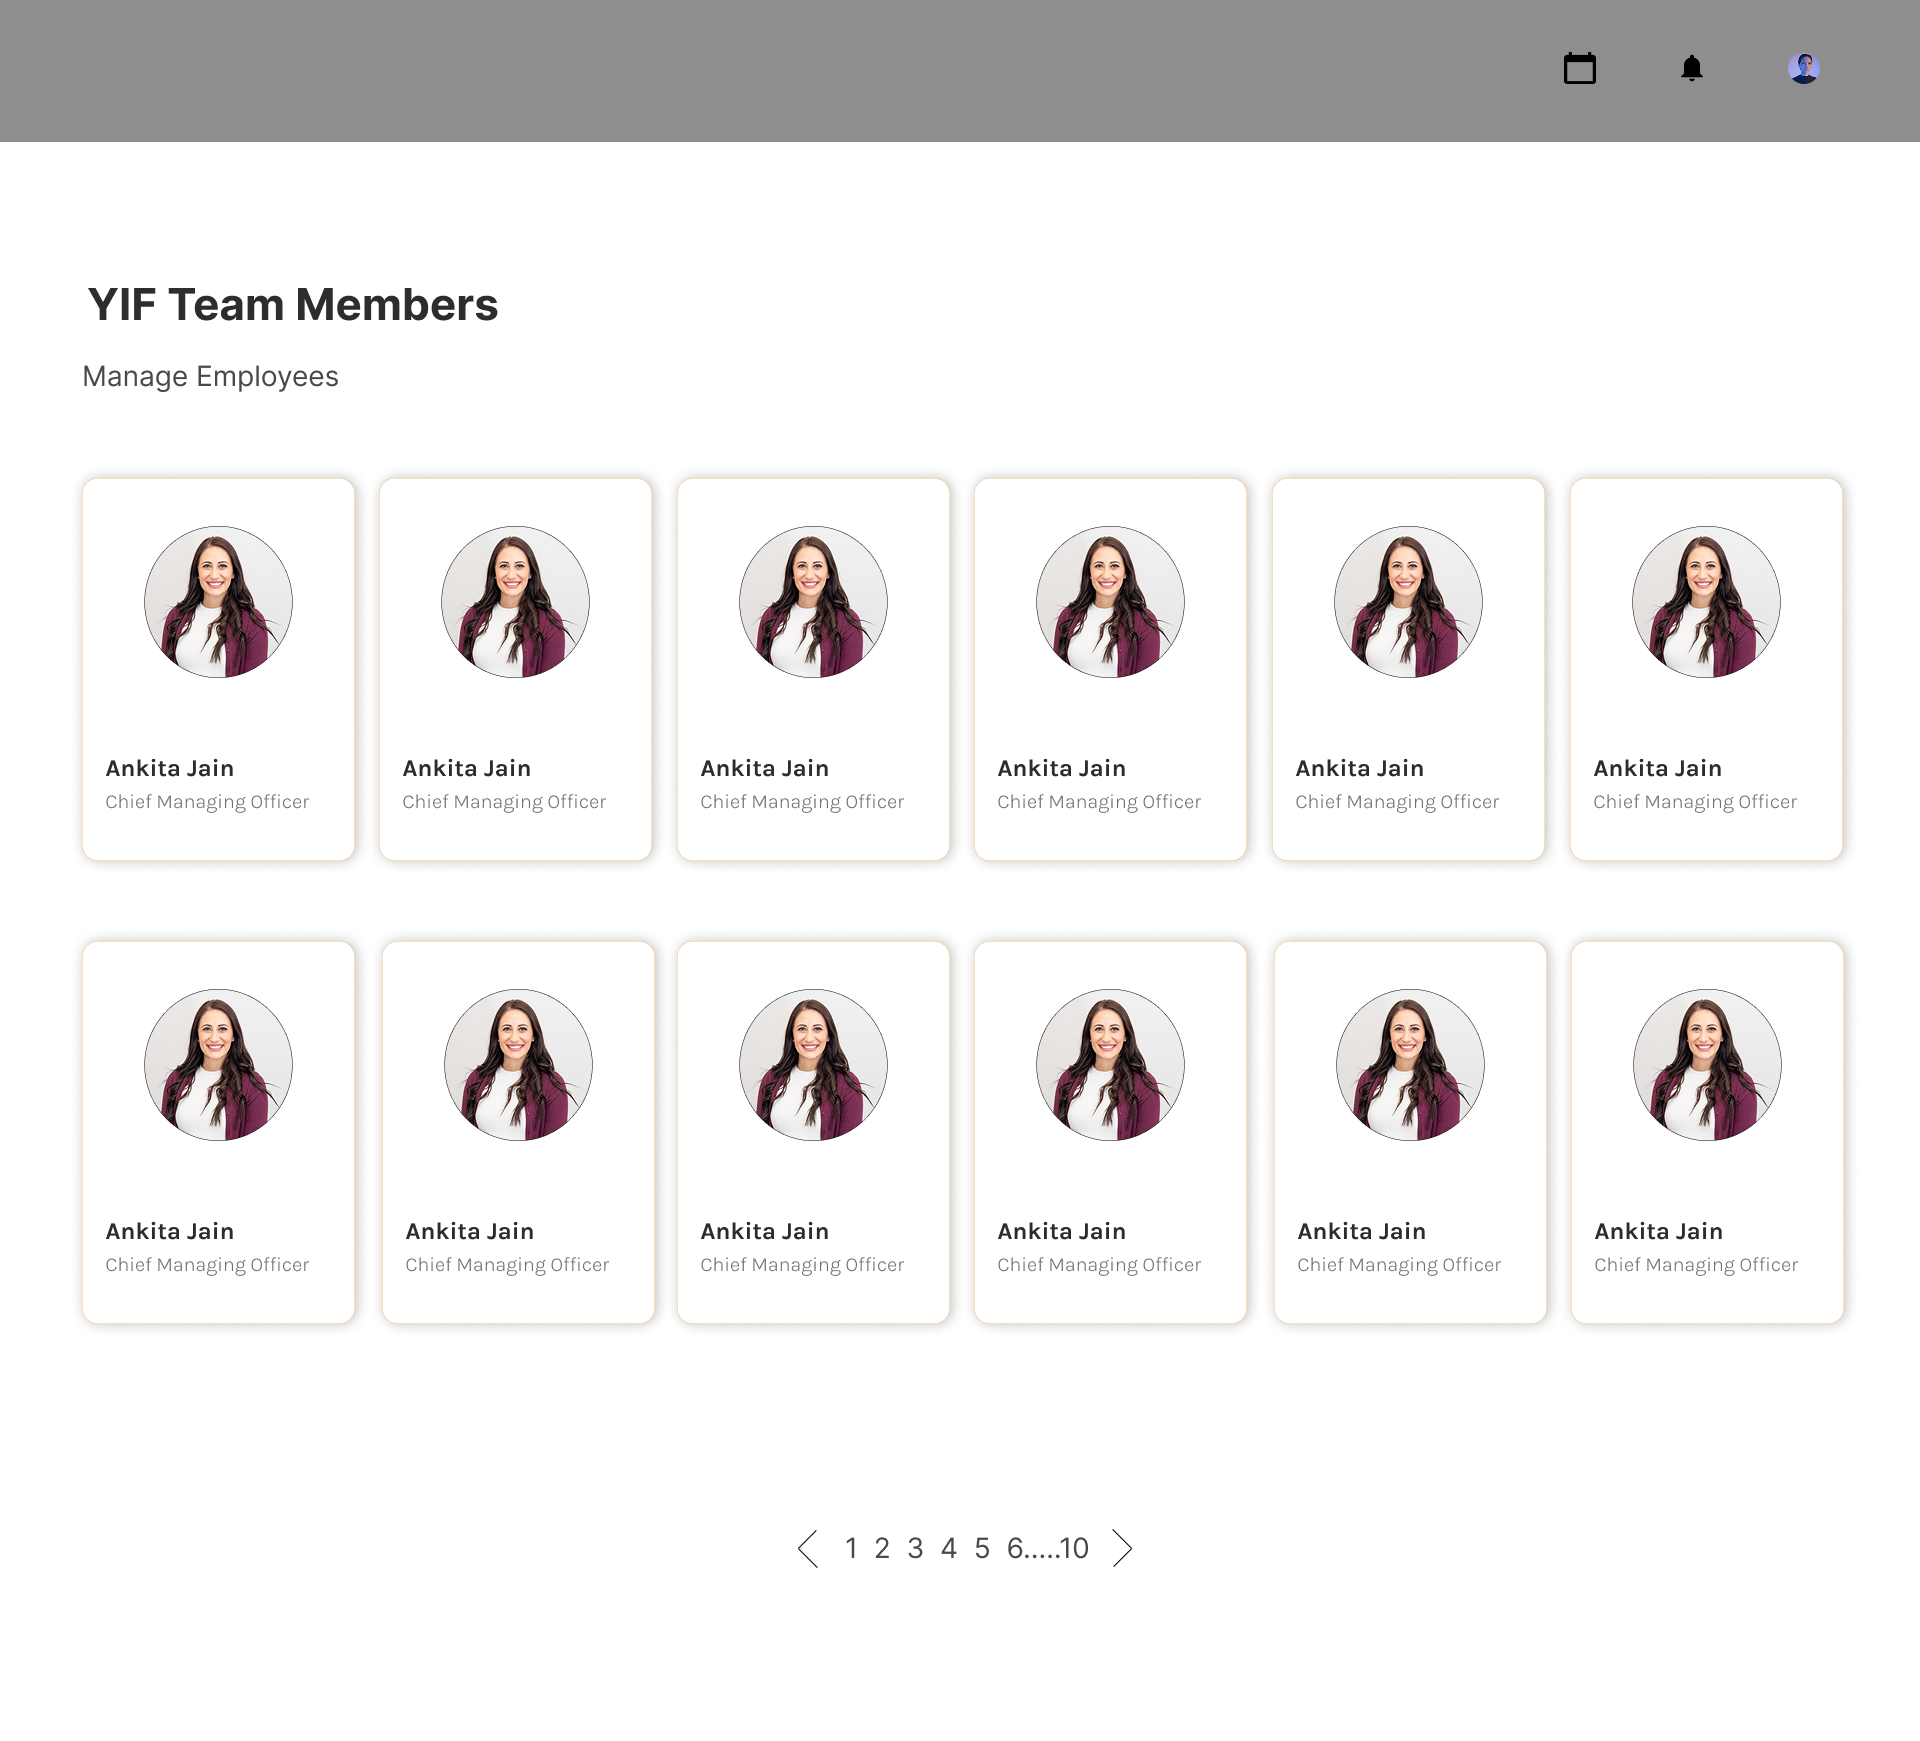 YIF Team Members
Manage Employees
Ankita Jain Ankita Jain Ankita Jain Ankita Jain Ankita Jain Ankita Jain
Chief Managing Officer Chief Managing Officer Chief Managing Officer Chief Managing Officer Chief Managing Officer Chief Managing Officer
Ankita Jain Ankita Jain Ankita Jain Ankita Jain Ankita Jain Ankita Jain
Chief Managing Officer Chief Managing Officer Chief Managing Officer Chief Managing Officer Chief Managing Officer Chief Managing Officer
1 2 3 4 5 6.....10